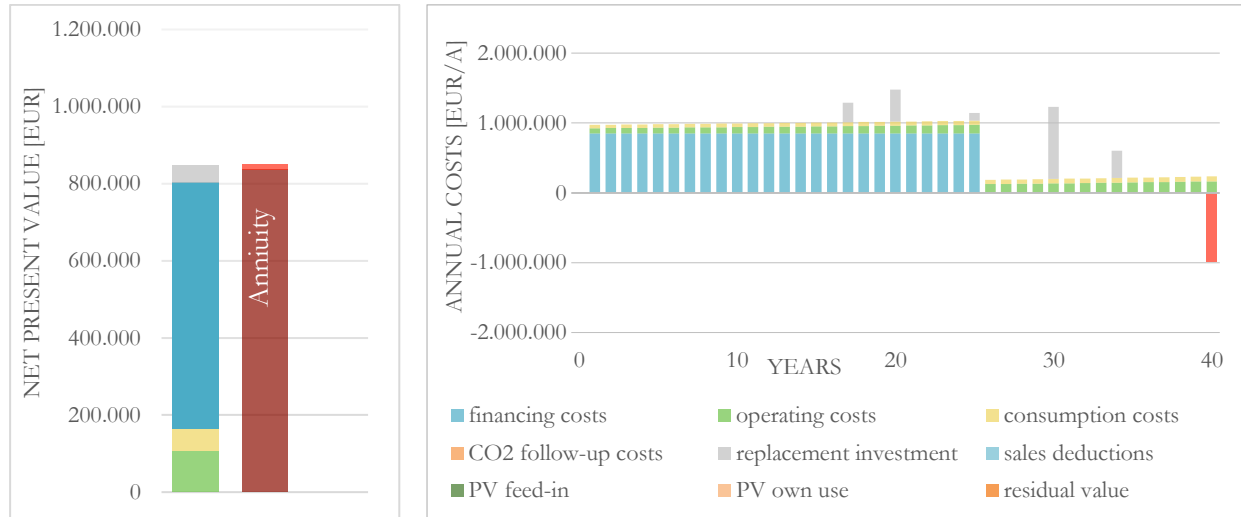 NET PRESENT VALUE [EUR]
1.200.000
1.000.000
800.000
600.000
400.000
200.000
0
Anniuity
ANNUAL COSTS [EUR/A]
2.000.000
1.000.000
0
-1.000.000
-2.000.000
0 10 20 30 40
YEARS
financing costs operating costs consumption costs
CO2 follow-up costs replacement investment sales deductions
PV feed-in PV own use residual value